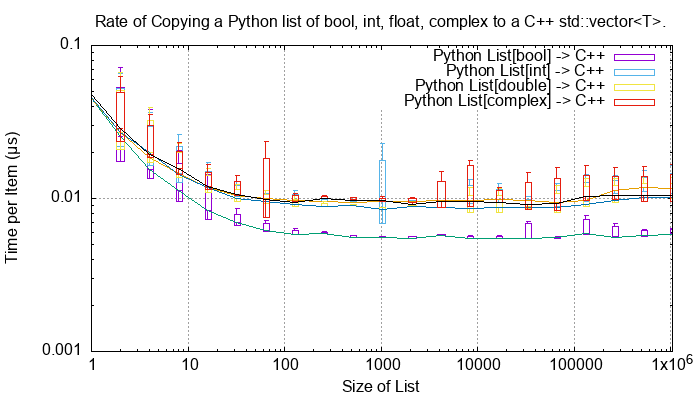 Rate of Copying a Python list of bool, int, float, complex to a C++ std::vector<T>.
0.1
Python List[bool] -> C++
Python List[int] -> C++
Python List[double] -> C++
Python List[complex] -> C++
Time per Item (µs)
0.01
0.001
1 10 100 1000 10000 100000 1x10⁶
Size of List